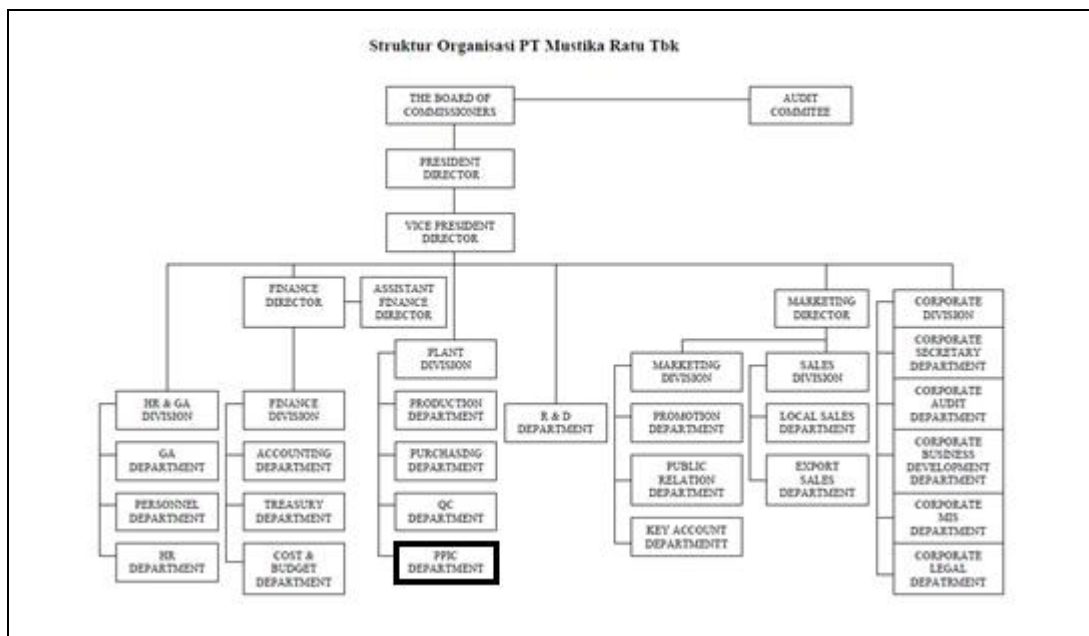 Struktur Organisasi PT Mustika Ratu Tbk
THE BOARD OF
COMMISSIONERS
AUDIT
COMMITEE
PRESIDENT
DIRECTOR
VICE PRESIDENT
DIRECTOR
FINANCE
DIRECTOR
ASSISTANT
FINANCE
DIRECTOR
MARKETING
DIRECTOR
CORPORATE
DIVISION
PLANT
DIVISION
MARKETING
DIVISION
SALES
DIVISION
CORPORATE
SECRETARY
DEPARTMENT
HR & GA
DIVISION
FINANCE
DIVISION
PRODUCTION
DEPARTMENT
R & D
DEPARTMENT
PROMOTION
DEPARTMENT
LOCAL SALES
DEPARTMENT
CORPORATE
AUDIT
DEPARTMENT
GA
DEPARTMENT
ACCOUNTING
DEPARTMENT
PURCHASING
DEPARTMENT
PUBLIC
RELATION
DEPARTMENT
EXPORT
SALES
DEPARTMENT
CORPORATE
BUSINESS
DEVELOPMENT
DEPARTMENT
PERSONNEL
DEPARTMENT
TREASURY
DEPARTMENT
QC
DEPARTMENT
KEY ACCOUNT
DEPARTMENTT
CORPORATE
MIS
DEPARTMENT
HR
DEPARTMENT
COST &
BUDGET
DEPARTMENT
PPIC
DEPARTMENT
CORPORATE
LEGAL
DEPATRMENT